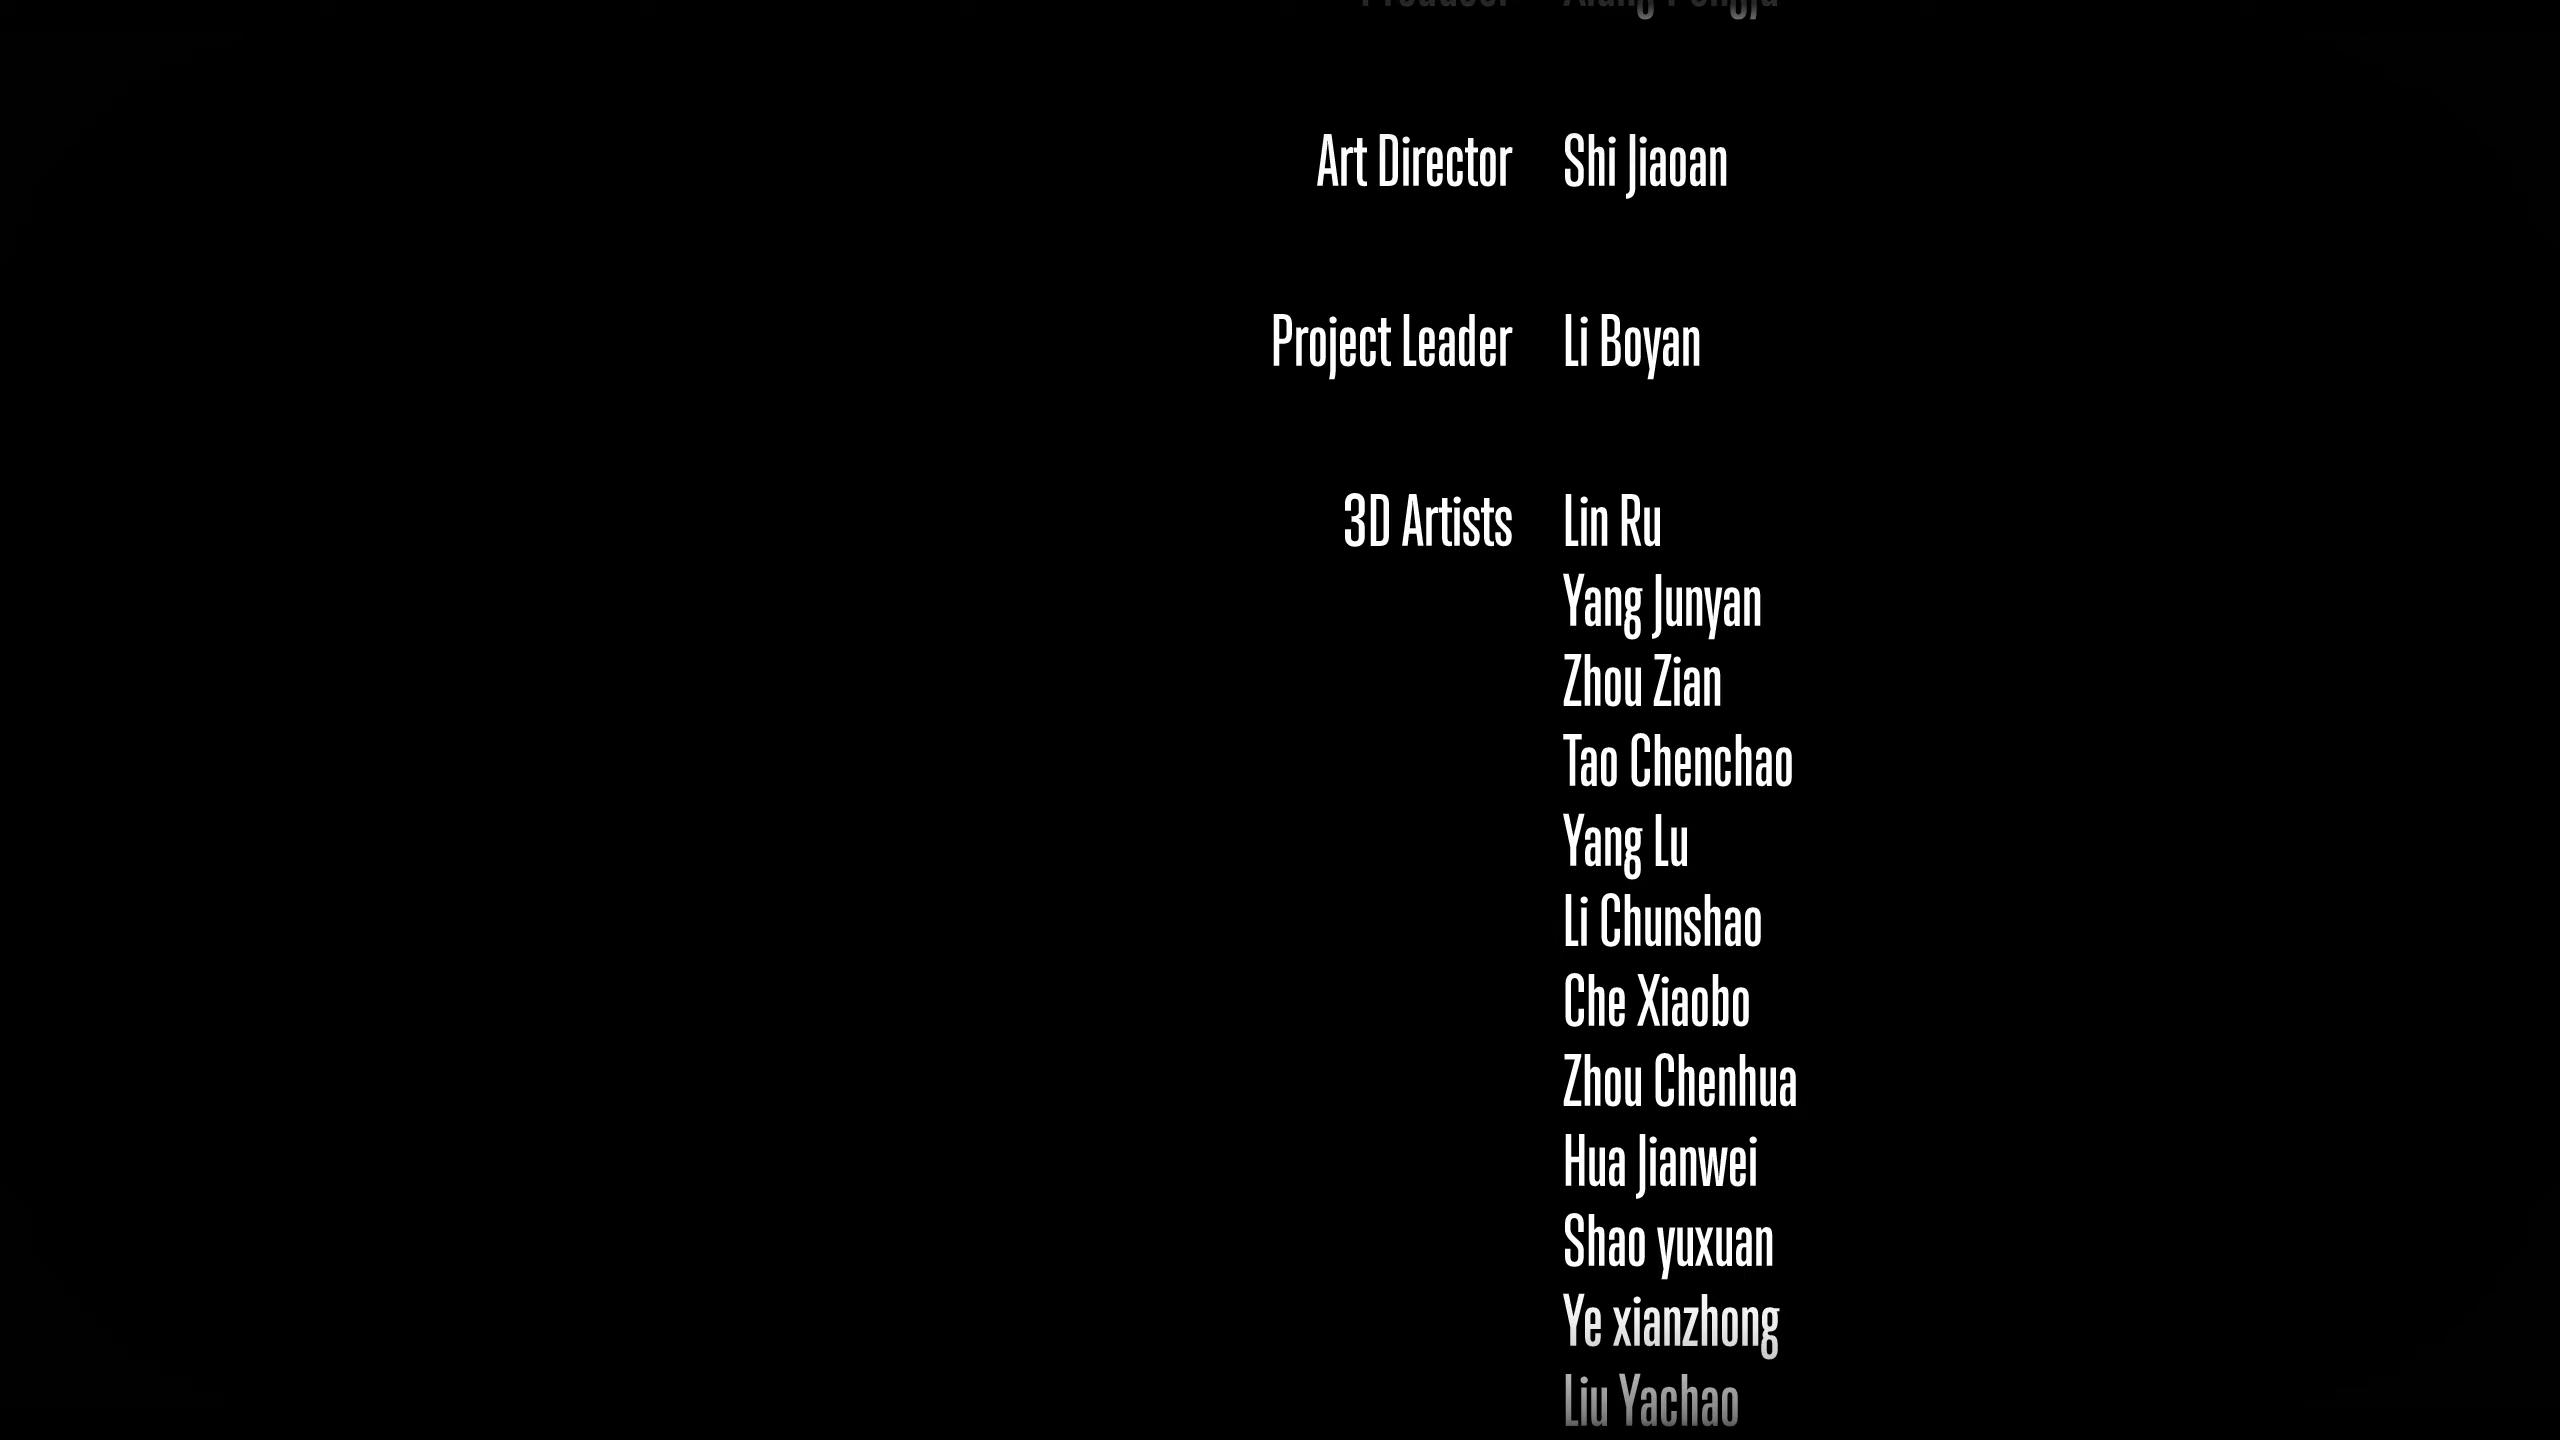 Art Director Shi Jiaoan
Project Leader Li Boyan
3D Artists Lin Ru
Yang Junyan
Zhou Zian
Tao Chenchao
Yang Lu
Li Chunshao
Che Xiaobo
Zhou Chenhua
Hua Jianwei
Shao yuxuan
Ye xianzhong
Liu Yachao